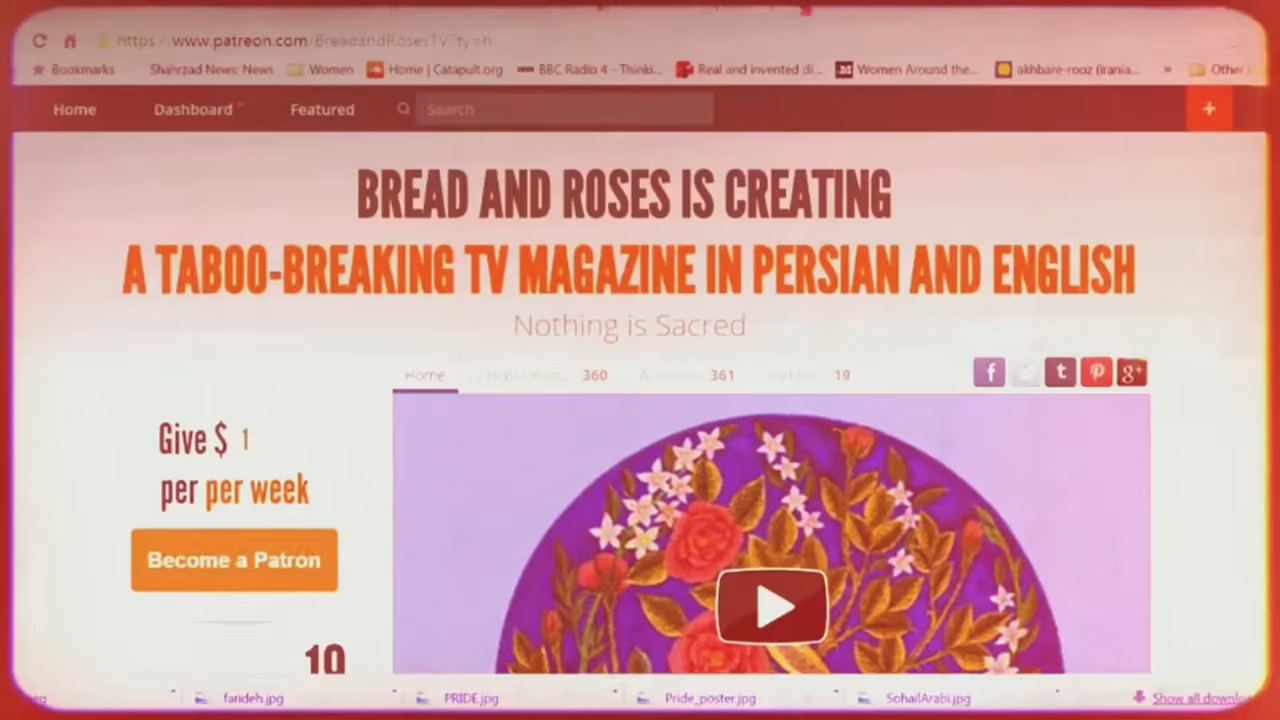 https://www.patreon.com/BreadandRosesTV?ty=h
Bookmarks Shahrzad News: News Women Home | Catapult.org BBC Radio 4 - Thinki... Real and invented di... Women Around the... akhbare-rooz (irania... » Other
Home Dashboard Featured Search +
BREAD AND ROSES IS CREATING
A TABOO-BREAKING TV MAGAZINE IN PERSIAN AND ENGLISH
Nothing is Sacred
Home 360 361 19
f t g+
Give $ 1
per per week
Become a Patron
10
farideh.jpg PRIDE.jpg Pride_poster.jpg SohailArabi.jpg Show all downlo